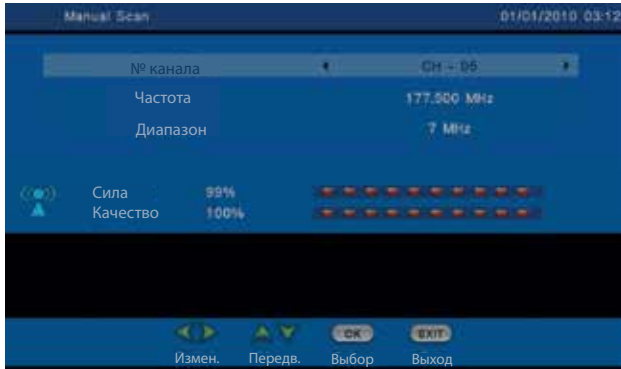 Manual Scan 01/01/2010 03:12
№ канала CH - 05
Частота 177.500 MHz
Диапазон 7 MHz
Сила 99%
Качество 100%
OK EXIT
Измен. Передв. Выбор Выход